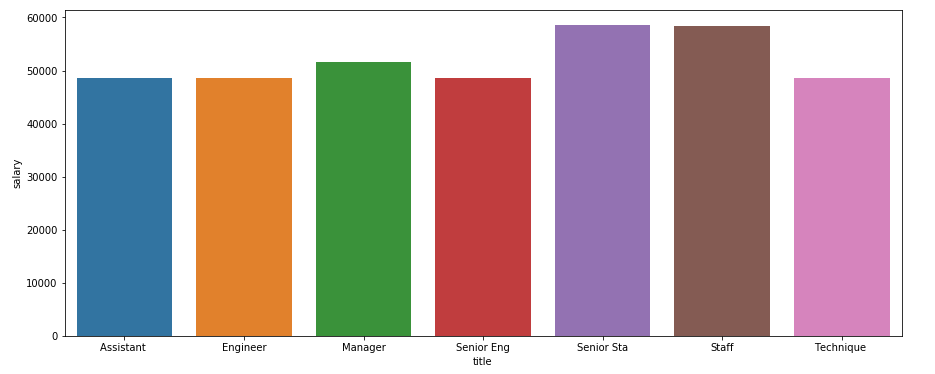 60000
50000
40000
30000
20000
10000
0
salary
Assistant Engineer Manager Senior Eng Senior Sta Staff Technique
title